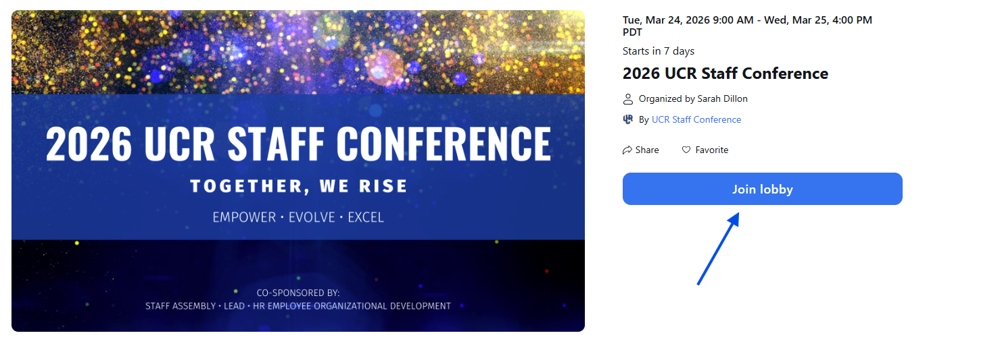 2026 UCR STAFF CONFERENCE
TOGETHER, WE RISE
EMPOWER • EVOLVE • EXCEL
CO-SPONSORED BY:
STAFF ASSEMBLY • LEAD • HR EMPLOYEE ORGANIZATIONAL DEVELOPMENT
Tue, Mar 24, 2026 9:00 AM - Wed, Mar 25, 4:00 PM
PDT
Starts in 7 days
2026 UCR Staff Conference
Organized by Sarah Dillon
By UCR Staff Conference
Share Favorite
Join lobby